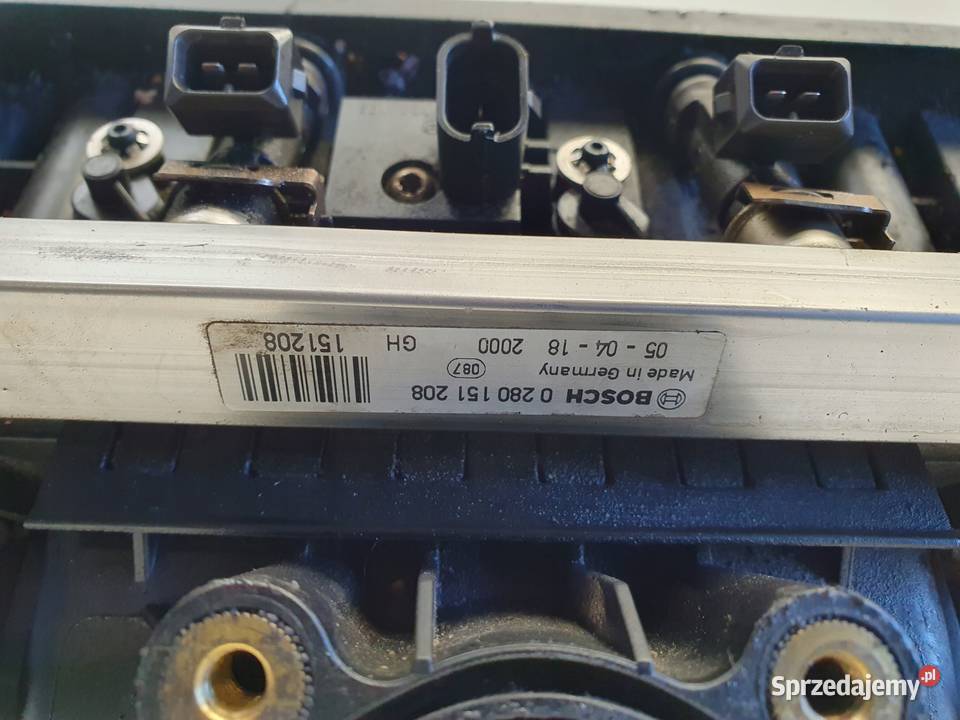 BOSCH 0 280 151 208
Made in Germany 087
05 - 04 - 18 2000 GH 151208
Sprzedajemy.pl